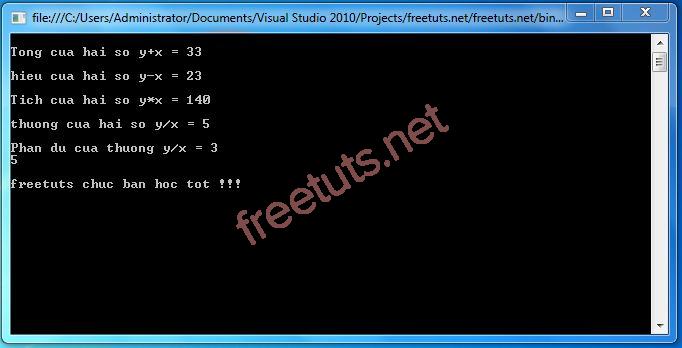 file:///C:/Users/Administrator/Documents/Visual Studio 2010/Projects/freetuts.net/freetuts.net/bin...
Tong cua hai so y+x = 33
hieu cua hai so y-x = 23
Tich cua hai so y*x = 140
thuong cua hai so y/x = 5
Phan du cua thuong y/x = 3
5
freetuts chuc ban hoc tot !!!
freetuts.net